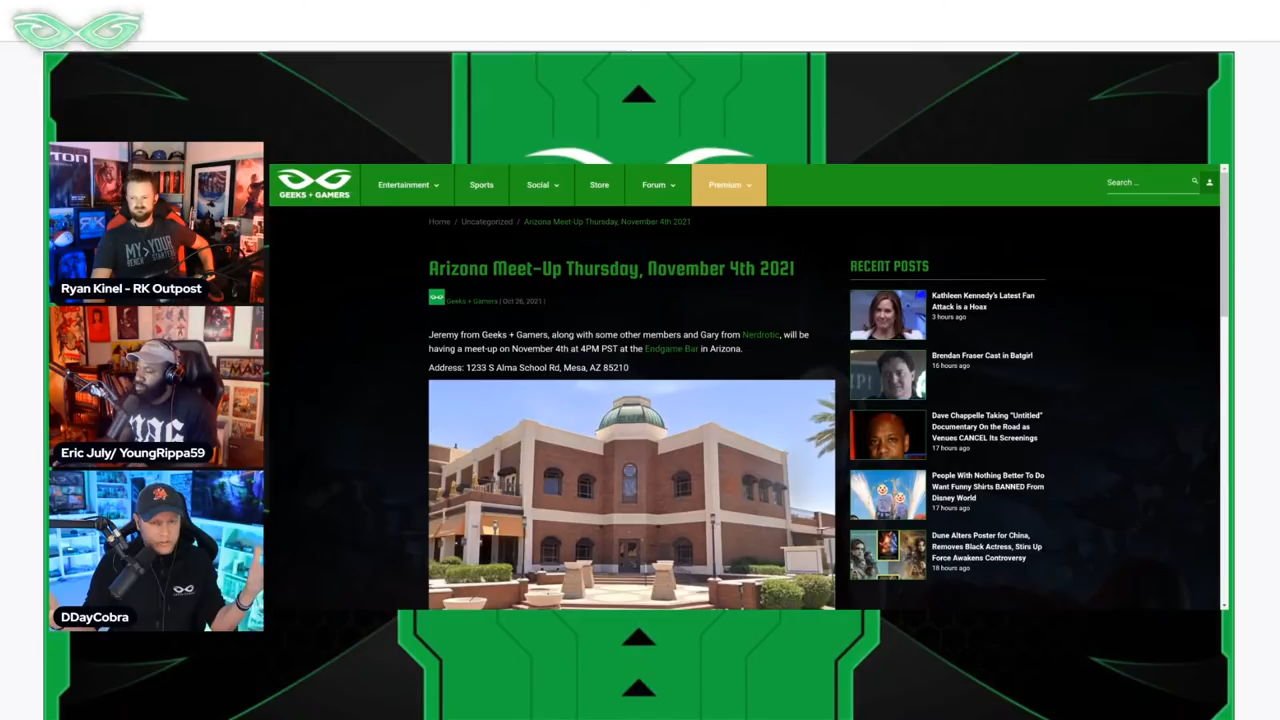 GEEKS + GAMERS
Entertainment
Sports
Social
Store
Forum
Premium
Search ...
Home / Uncategorized / Arizona Meet-Up Thursday, November 4th 2021
Arizona Meet-Up Thursday, November 4th 2021
Geeks + Gamers | Oct 26, 2021 |
Jeremy from Geeks + Gamers, along with some other members and Gary from Nerdrotic, will be
having a meet-up on November 4th at 4PM PST at the Endgame Bar in Arizona.
Address: 1233 S Alma School Rd, Mesa, AZ 85210
RECENT POSTS
Kathleen Kennedy's Latest Fan
Attack is a Hoax
3 hours ago
Brendan Fraser Cast in Batgirl
16 hours ago
Dave Chappelle Taking "Untitled"
Documentary On the Road as
Venues CANCEL Its Screenings
17 hours ago
People With Nothing Better To Do
Want Funny Shirts BANNED From
Disney World
17 hours ago
Dune Alters Poster for China,
Removes Black Actress, Stirs Up
Force Awakens Controversy
18 hours ago
MY > YOUR
BENCH STARTERS
Ryan Kinel - RK Outpost
Eric July/ YoungRippa59
DDayCobra